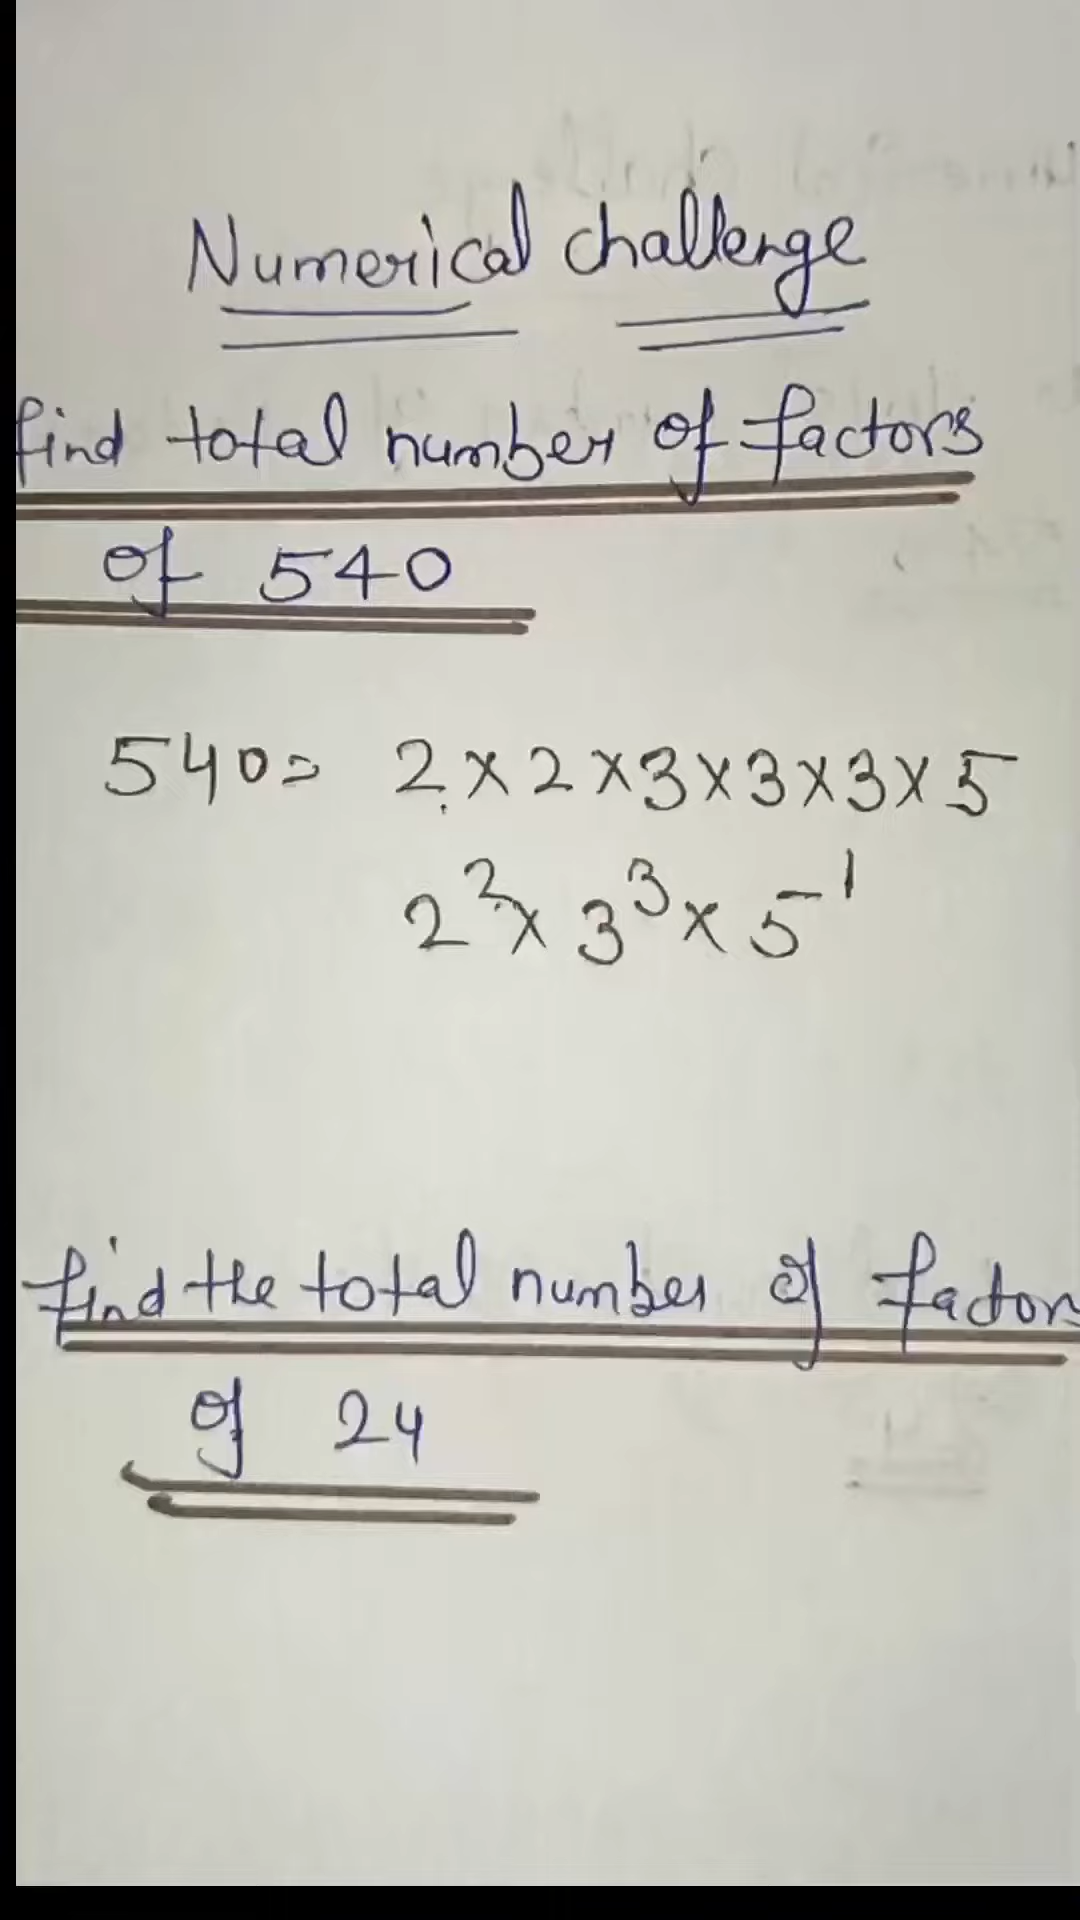 Numerical challenge
find total number of factors
of 540
540= 2×2×3×3×3×5
2²×3³×5¹
find the total number of factors
of 24